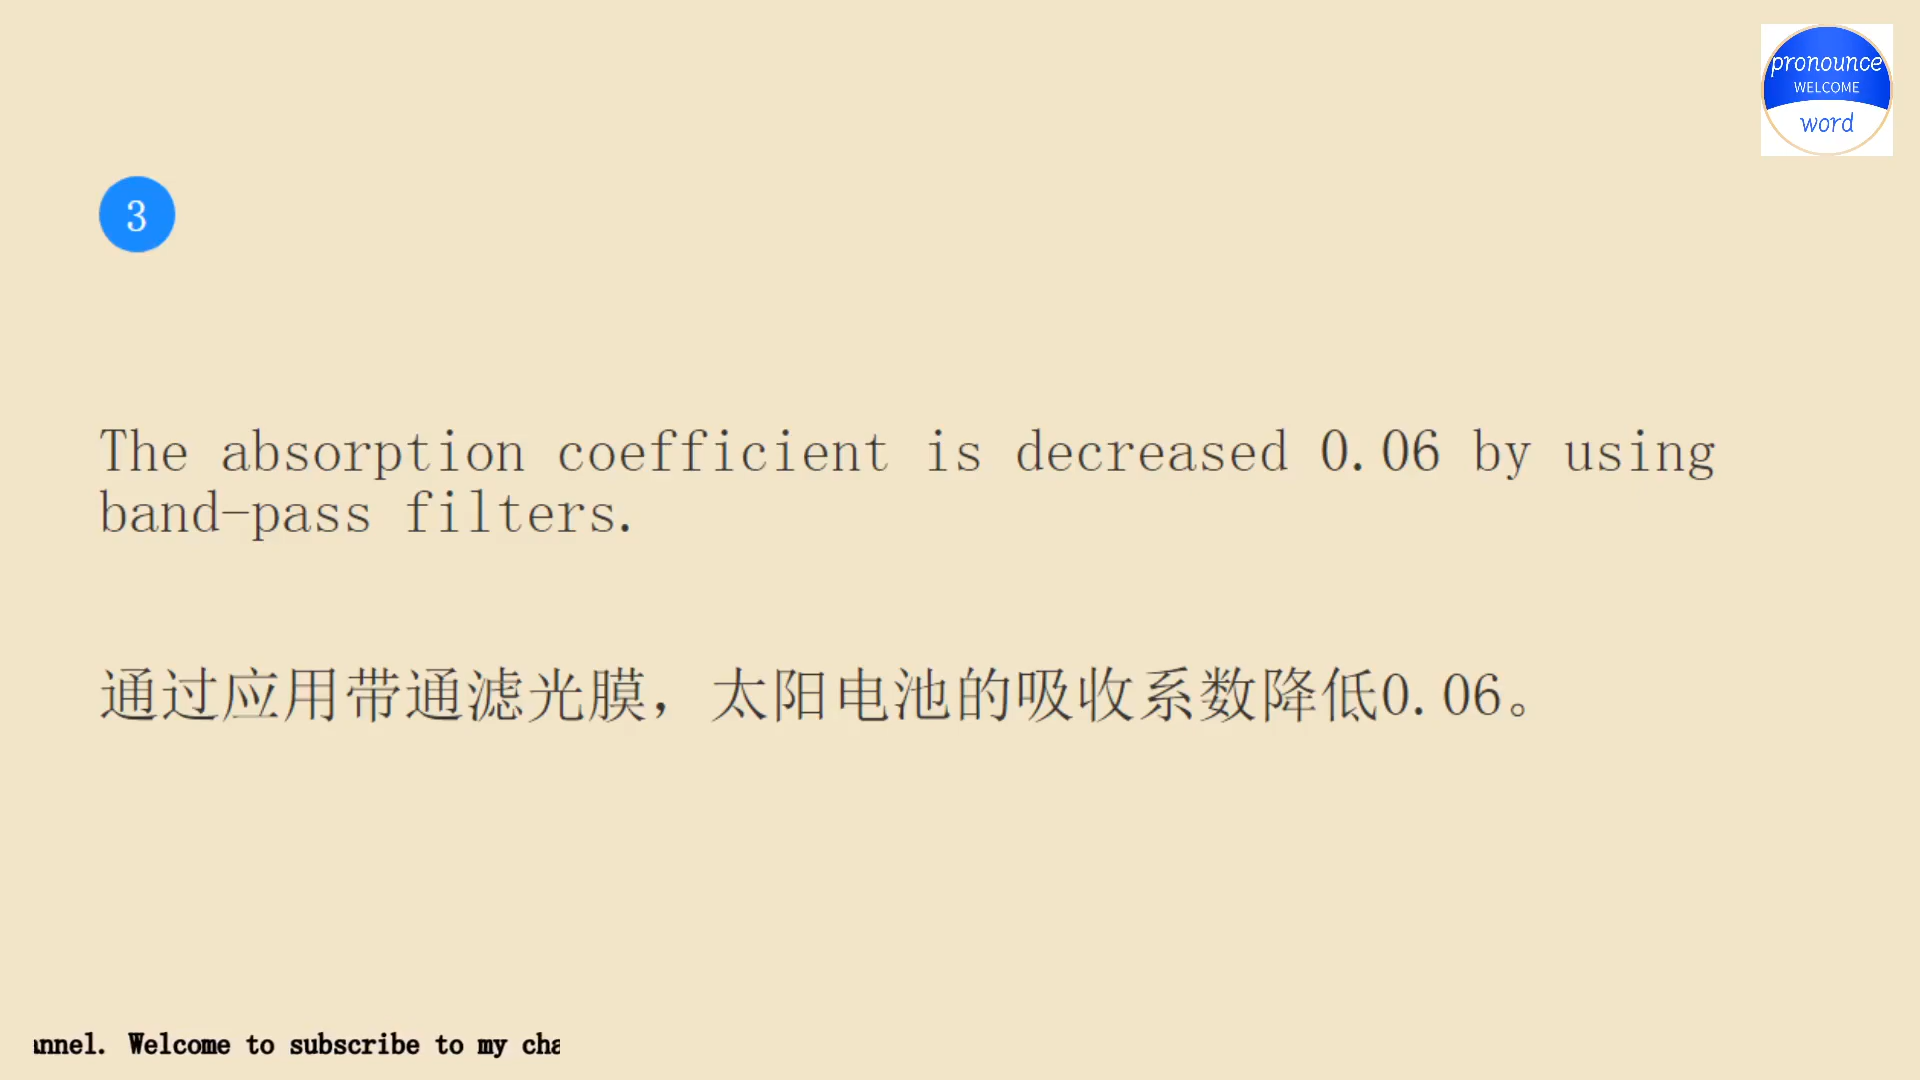 pronounce
WELCOME
word
3
The absorption coefficient is decreased 0.06 by using
band-pass filters.
通过应用带通滤光膜，太阳电池的吸收系数降低0.06。
annel. Welcome to subscribe to my cha